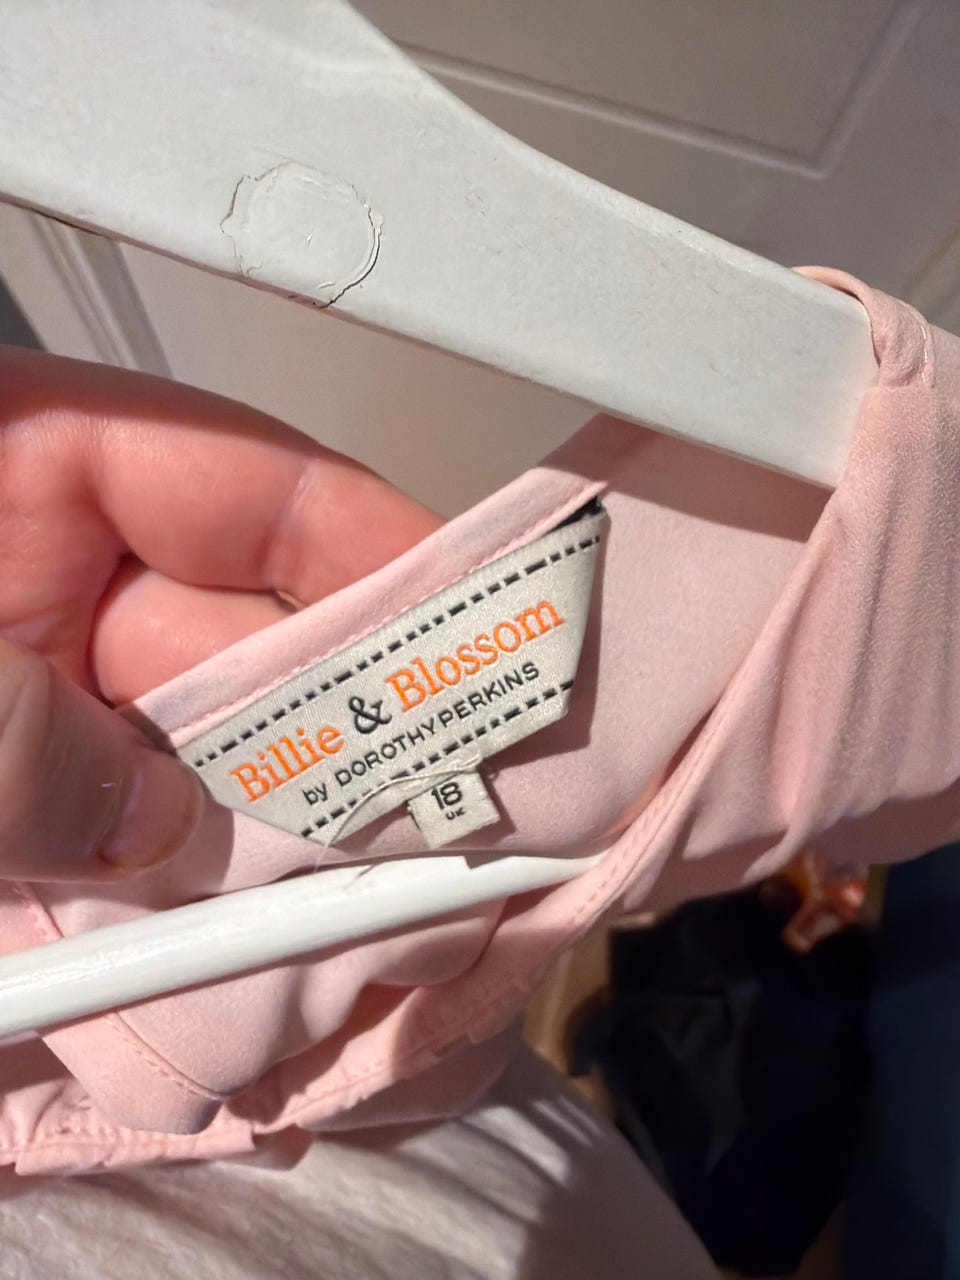 Billie & Blossom
by DOROTHY PERKINS
18
UK